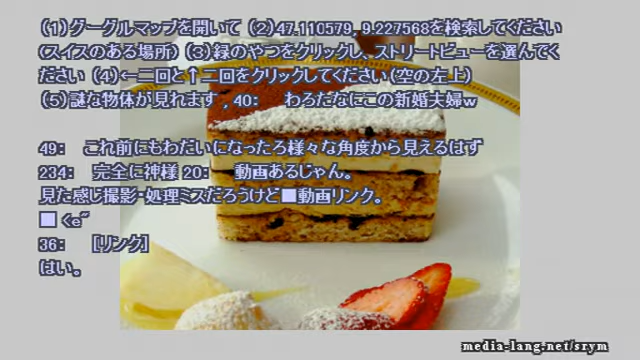 （１）グーグルマップを開いて （２）47.110579, 9.227568を検索してください
（スイスのある場所） （３）緑のやつをクリックし、ストリートビューを選んでく
ださい （４）←二回と↑二回をクリックしてください（空の左上）
（５）謎な物体が見れます , 40：　わろたなにこの新婚夫婦w
49：　これ前にもわだいになったろ様々な角度から見えるはず
234：　完全に神様 20：　　動画あるじゃん。
見た感じ撮影・処理ミスだろうけど■動画リンク。
■ <e"
36：　[リンク]
はい。
media-lang.net/srym